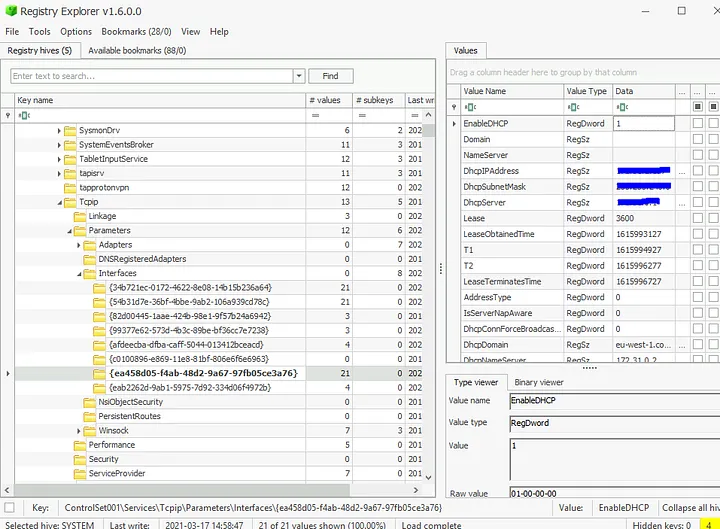 Registry Explorer v1.6.0.0
File Tools Options Bookmarks (28/0) View Help
Registry hives (5) Available bookmarks (88/0)
Enter text to search... Find
Key name # values # subkeys Last wr
= =
SysmonDrv 6 2 202
SystemEventsBroker 11 3 201
TabletInputService 12 3 201
tapisrv 11 3 201
tapprotonvpn 12 0 202
Tcpip 13 5 201
Linkage 3 0 202
Parameters 12 6 202
Adapters 0 7 202
DNSRegisteredAdapters 0 0 202
Interfaces 0 8 202
{34b721ec-0172-4622-8e08-14b15b236a64} 21 0 202
{54b31d7e-36bf-4bbe-9ab2-106a939cd78c} 21 0 202
{82d00445-1aae-424b-98e1-9f57b24a6942} 3 0 202
{99377e62-573d-4b3c-89be-bf36cc7e7238} 3 0 202
{afdeecba-dfba-caff-5044-013412bceacd} 4 0 202
{c0100896-e869-11e8-81bf-806e6f6e6963} 0 0 201
{ea458d05-f4ab-48d2-9a67-97fb05ce3a76} 21 0 202
{eab2262d-9ab1-5975-7d92-334d06f4972b} 4 0 202
NsiObjectSecurity 0 0 201
PersistentRoutes 0 0 201
Winsock 7 3 201
Performance 5 0 201
Security 0 0 201
ServiceProvider 7 0 201
Values
Drag a column header here to group by that column
Value Name Value Type Data ... ... ...
EnableDHCP RegDword 1
Domain RegSz
NameServer RegSz
DhcpIPAddress RegSz ...
DhcpSubnetMask RegSz ...
DhcpServer RegSz ...
Lease RegDword 3600
LeaseObtainedTime RegDword 1615993127
T1 RegDword 1615994927
T2 RegDword 1615996277
LeaseTerminatesTime RegDword 1615996727
AddressType RegDword 0
IsServerNapAware RegDword 0
DhcpConnForceBroadcas... RegDword 0
DhcpDomain RegSz eu-west-1.co... ...
DhcpNameServer RegSz 172.31.0.2
Type viewer Binary viewer
Value name EnableDHCP
Value type RegDword
Value 1
Raw value 01-00-00-00
Key: ControlSet001\Services\Tcpip\Parameters\Interfaces\{ea458d05-f4ab-48d2-9a67-97fb05ce3a76} Value: EnableDHCP Collapse all hi
Selected hive: SYSTEM Last write: 2021-03-17 14:58:47 21 of 21 values shown (100.00%) Load complete Hidden keys: 0 4